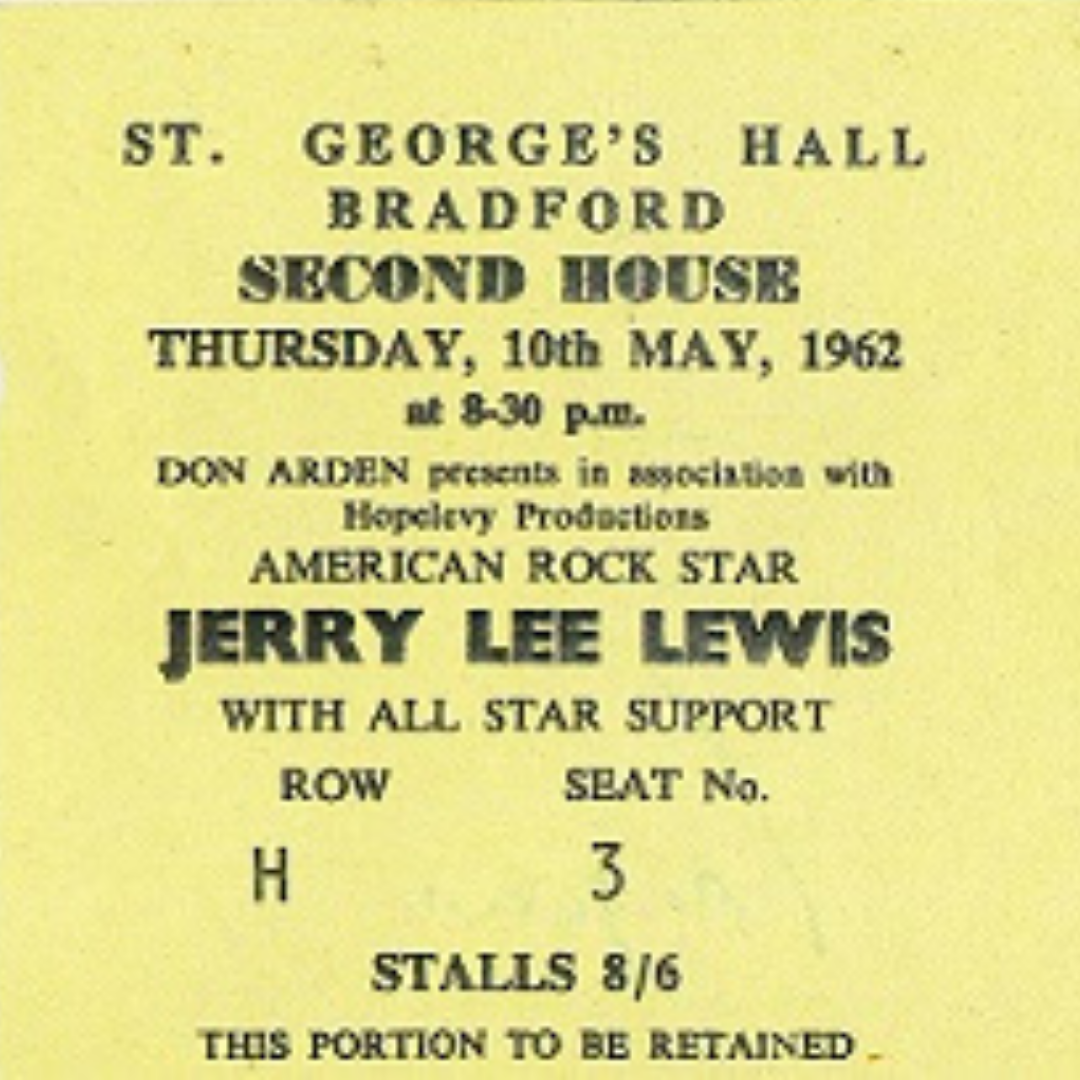 ST. GEORGE'S HALL
BRADFORD
SECOND HOUSE
THURSDAY, 10th MAY, 1962
at 8-30 p.m.
DON ARDEN presents in association with
Hopelevy Productions
AMERICAN ROCK STAR
JERRY LEE LEWIS
WITH ALL STAR SUPPORT
ROW SEAT No.
H 3
STALLS 8/6
THIS PORTION TO BE RETAINED